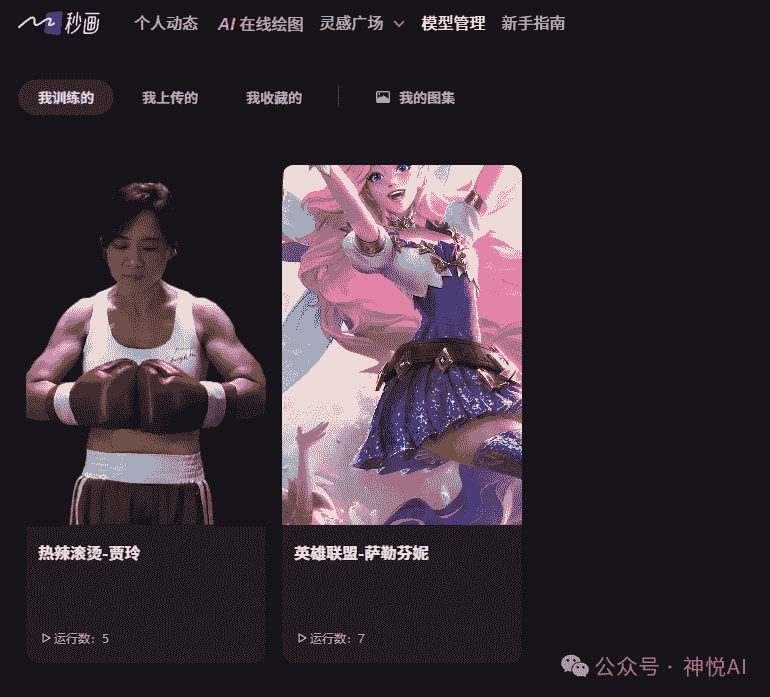 秒画 个人动态 AI 在线绘图 灵感广场 模型管理 新手指南
我训练的 我上传的 我收藏的 我的图集
热辣滚烫-贾玲 英雄联盟-萨勒芬妮
运行数: 5 运行数: 7
公众号 · 神悦AI